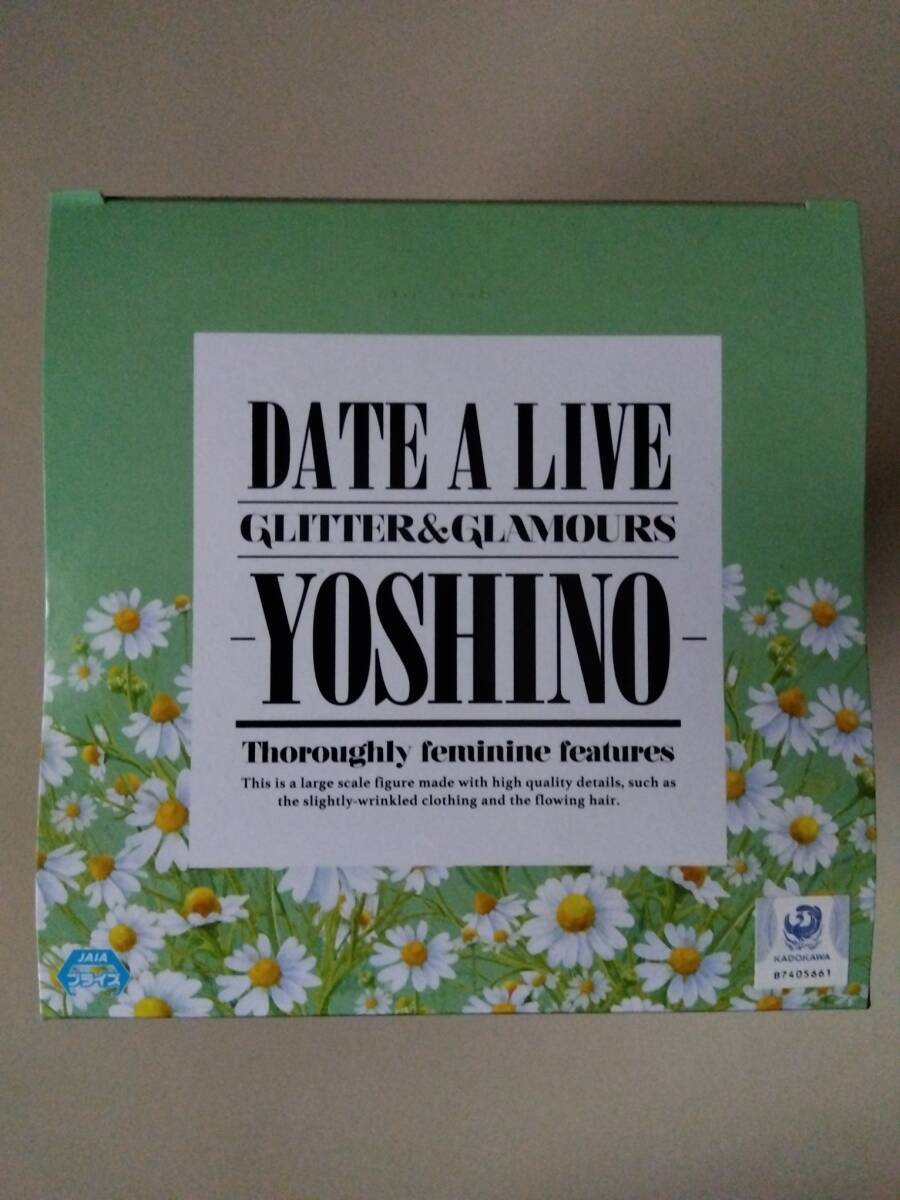 DATE A LIVE
GLITTER&GLAMOURS
-YOSHINO-
Thoroughly feminine features
This is a large scale figure made with high quality details, such as
the slightly-wrinkled clothing and the flowing hair.
JAIA
プライズ
KADOKAWA
07405661